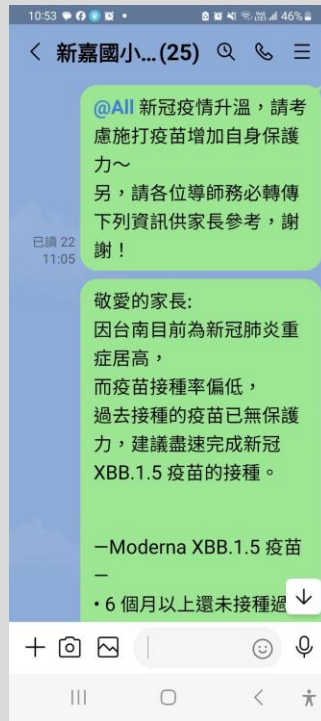 10:53
46%
新嘉國小...(25)
@All 新冠疫情升溫，請考
慮施打疫苗增加自身保護
力～
另，請各位導師務必轉傳
下列資訊供家長參考，謝
謝！
已讀 22
11:05
敬愛的家長:
因台南目前為新冠肺炎重
症居高，
而疫苗接種率偏低，
過去接種的疫苗已無保護
力，建議盡速完成新冠
XBB.1.5 疫苗的接種。
—Moderna XBB.1.5 疫苗
—
• 6 個月以上還未接種過